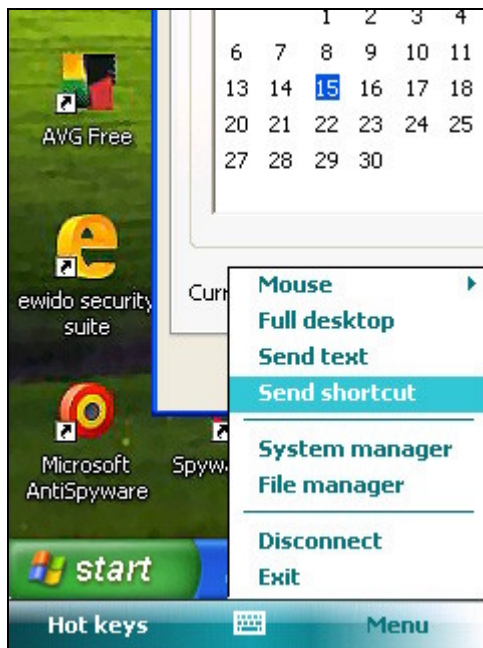 1 2 3 4
6 7 8 9 10 11
13 14 15 16 17 18
20 21 22 23 24 25
27 28 29 30
AVG Free
ewido security
suite
Curr
Microsoft
AntiSpyware
Spyw
Mouse
Full desktop
Send text
Send shortcut
System manager
File manager
Disconnect
Exit
start
Hot keys
Menu